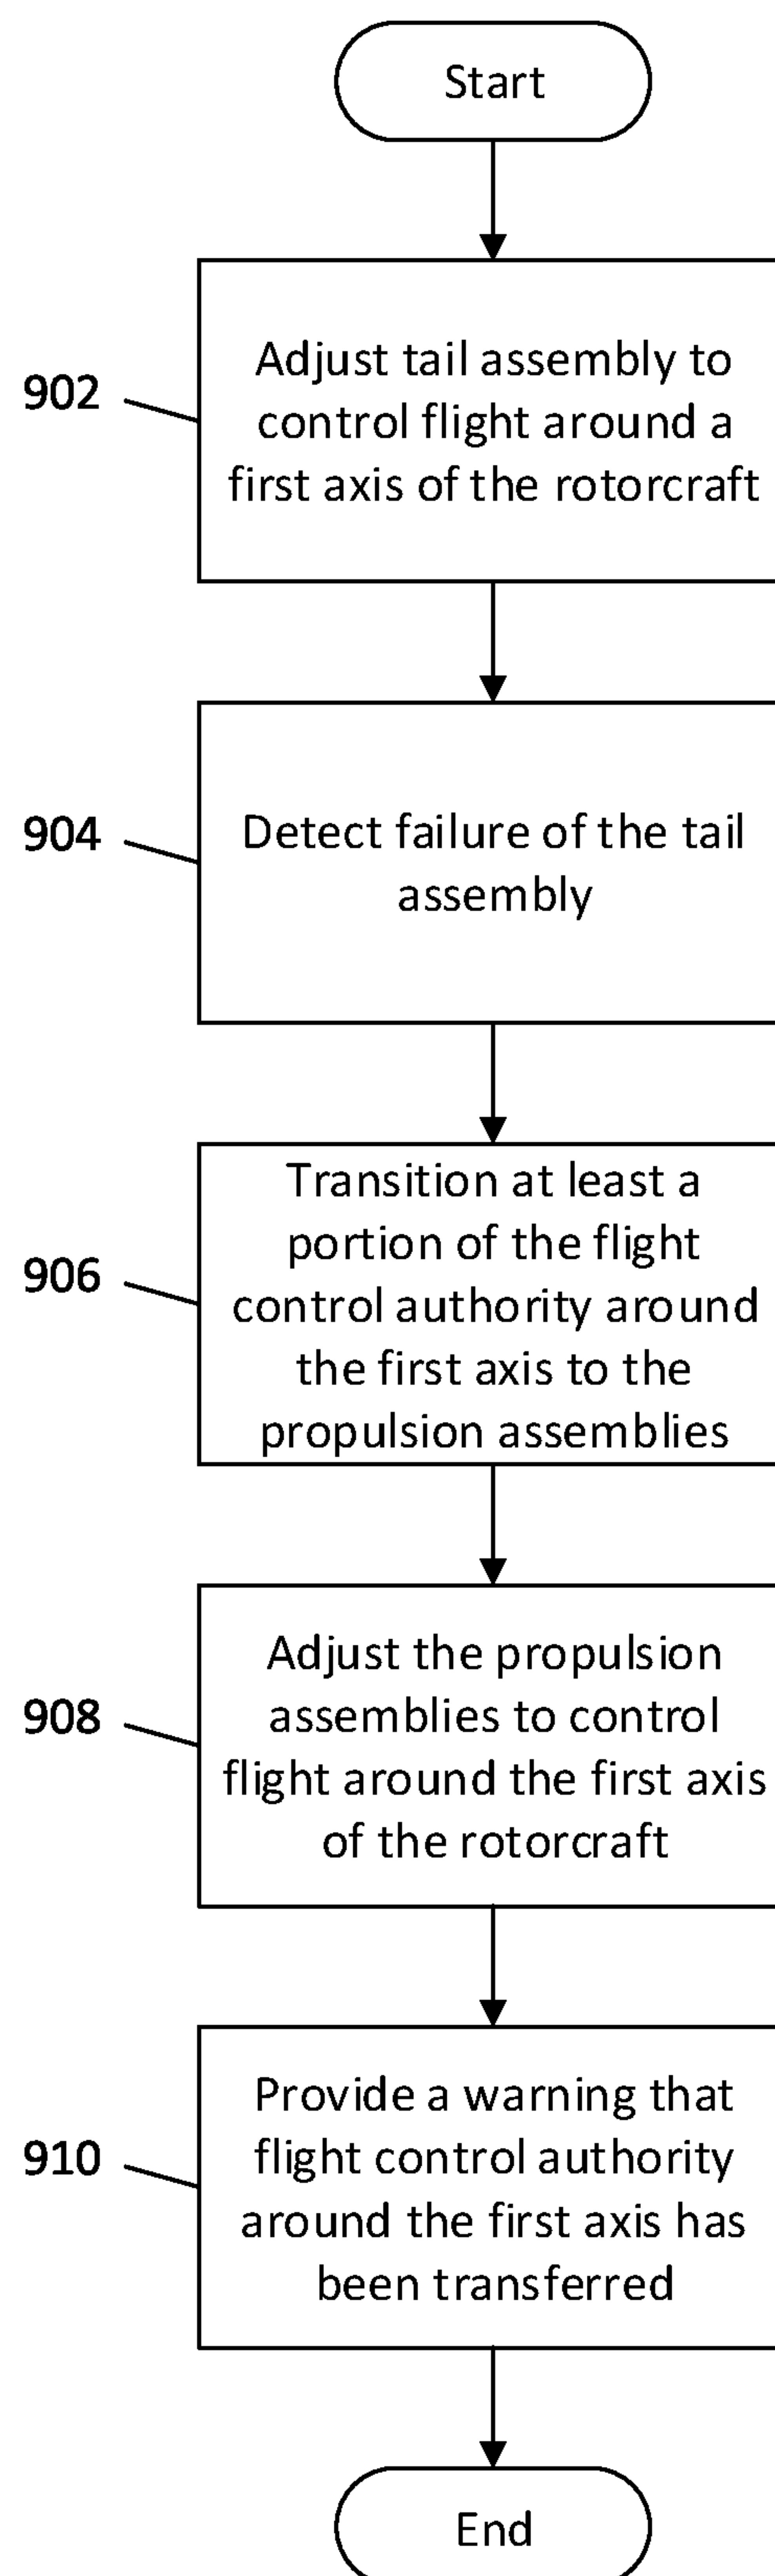 Start
902
Adjust tail assembly to
control flight around a
first axis of the rotorcraft
904
Detect failure of the tail
assembly
906
Transition at least a
portion of the flight
control authority around
the first axis to the
propulsion assemblies
908
Adjust the propulsion
assemblies to control
flight around the first axis
of the rotorcraft
910
Provide a warning that
flight control authority
around the first axis has
been transferred
End